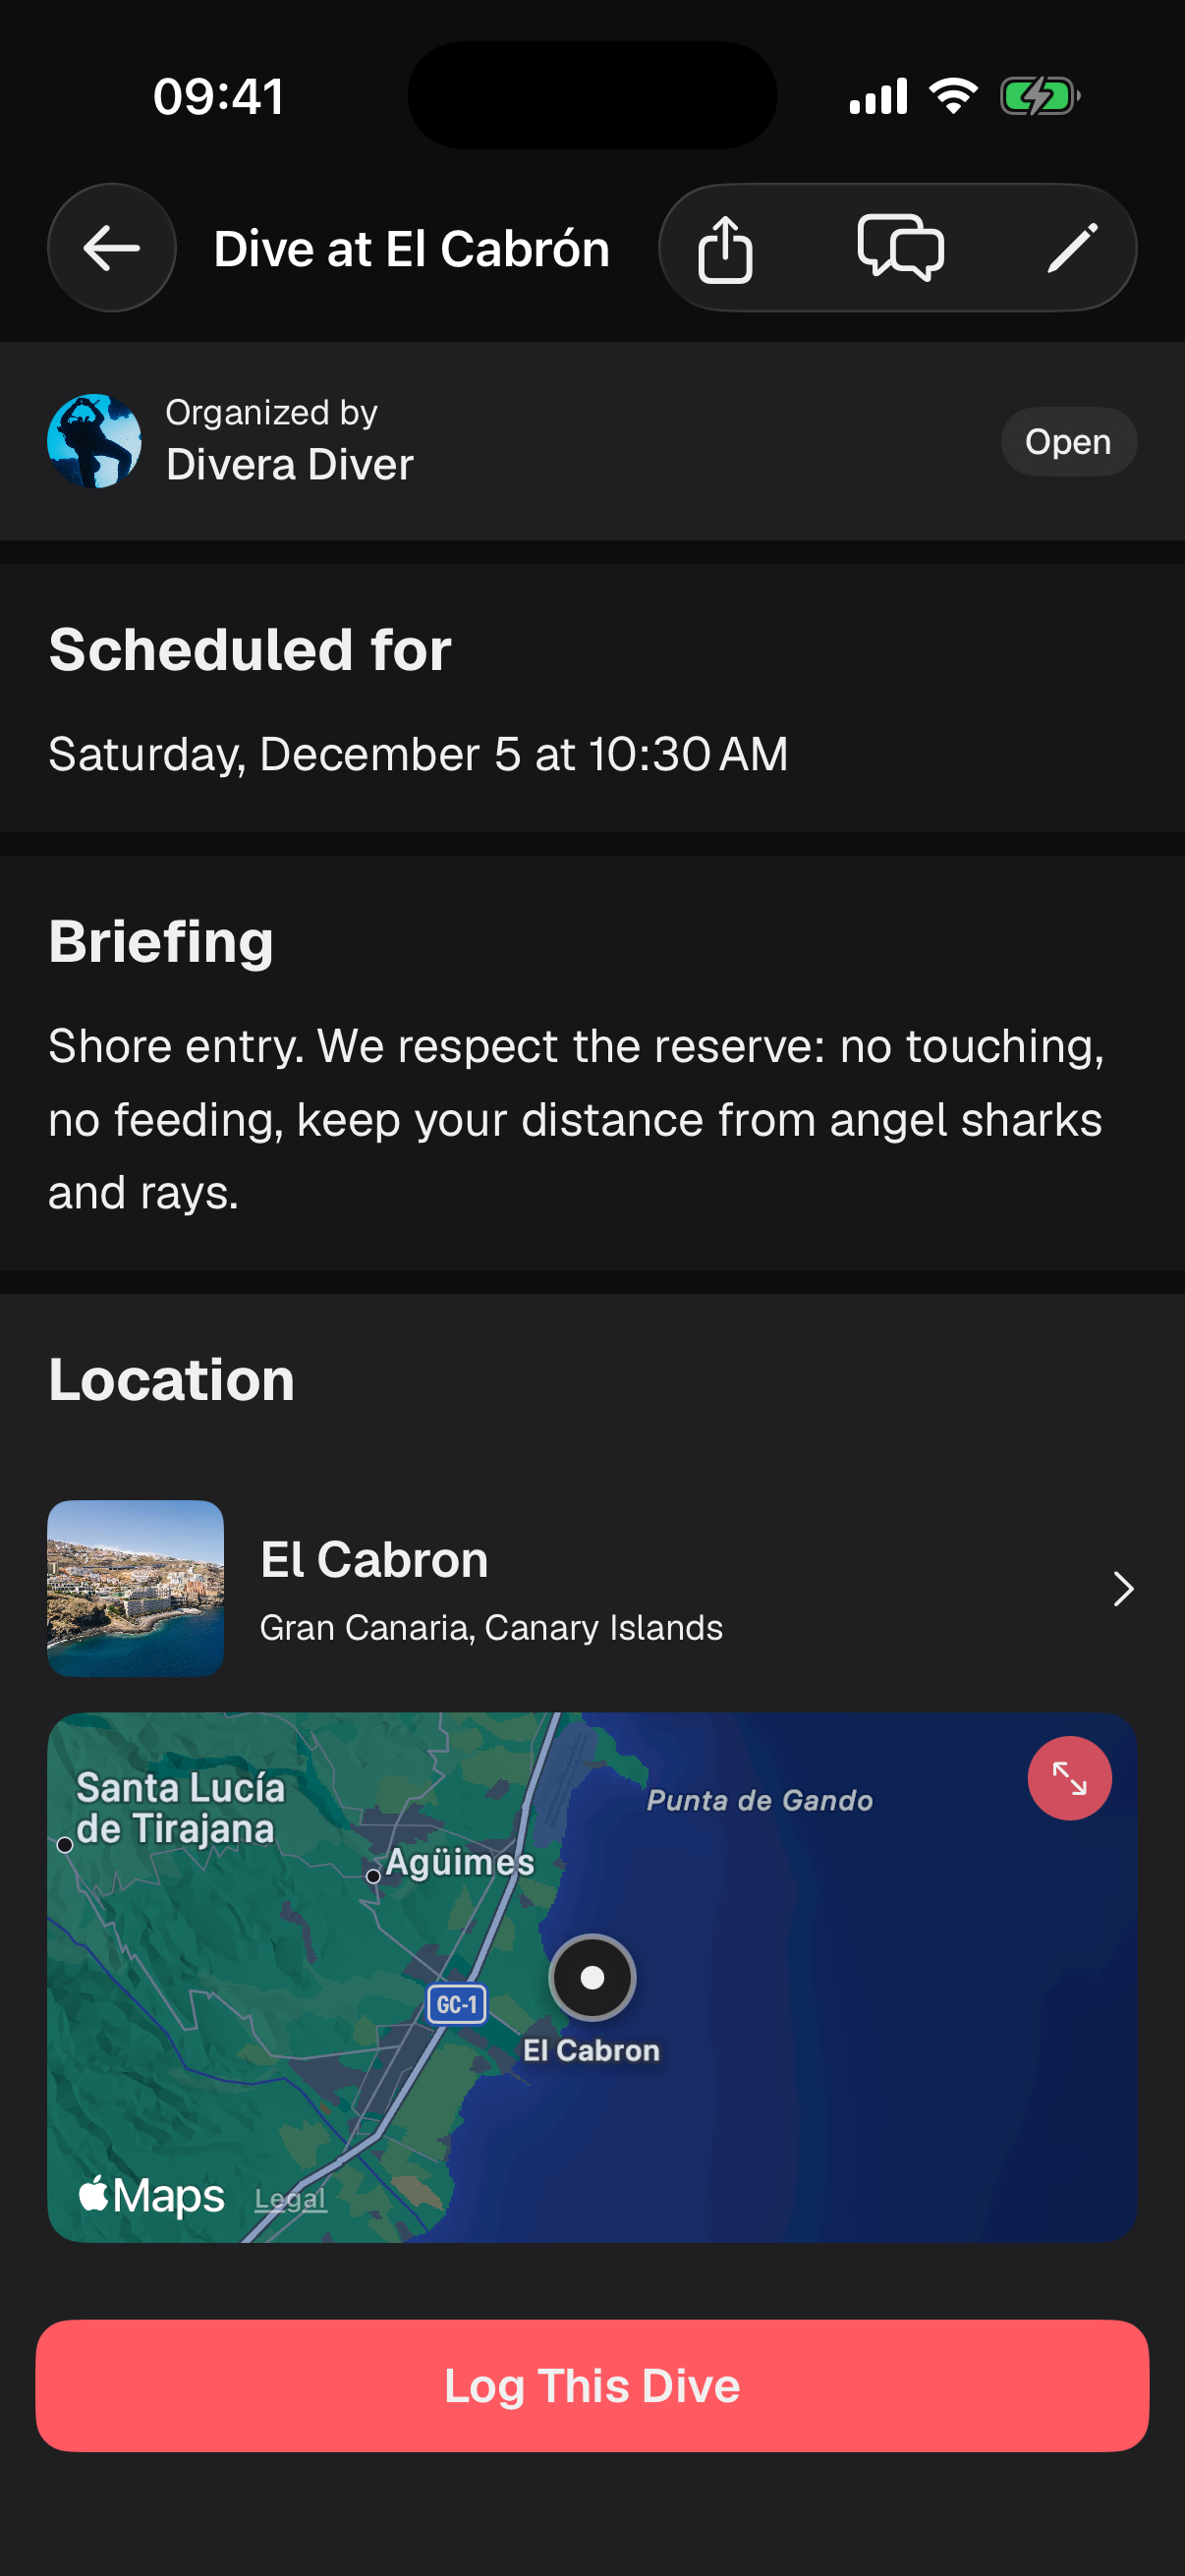 09:41
Dive at El Cabrón
Organized by
Divera Diver
Open
Scheduled for
Saturday, December 5 at 10:30 AM
Briefing
Shore entry. We respect the reserve: no touching,
no feeding, keep your distance from angel sharks
and rays.
Location
El Cabron
Gran Canaria, Canary Islands
Santa Lucía
de Tirajana
Punta de Gando
Agüimes
GC-1
El Cabron
Maps
Legal
Log This Dive